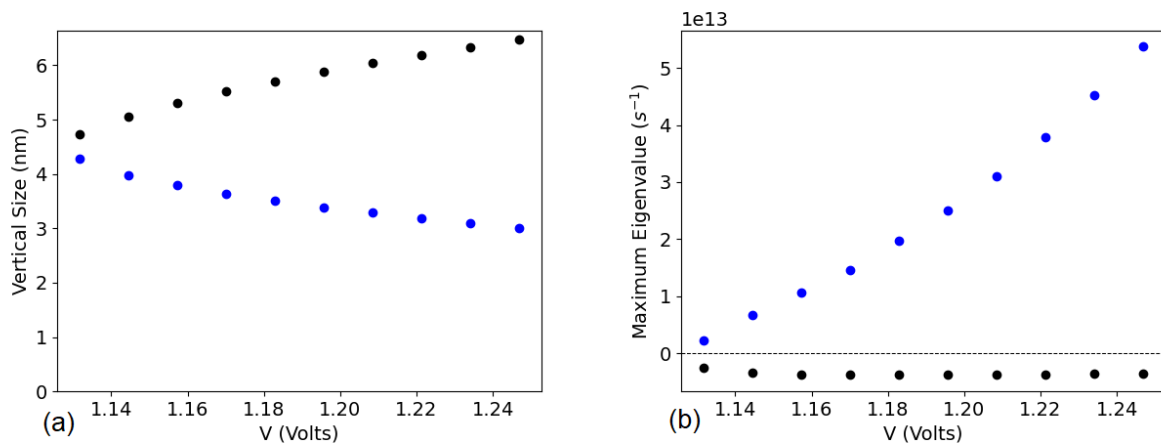 6
5
4
3
2
1
0
Vertical Size (nm)
1.14 1.16 1.18 1.20 1.22 1.24
V (Volts)
(a)
1e13
5
4
3
2
1
0
Maximum Eigenvalue (s⁻¹)
1.14 1.16 1.18 1.20 1.22 1.24
V (Volts)
(b)